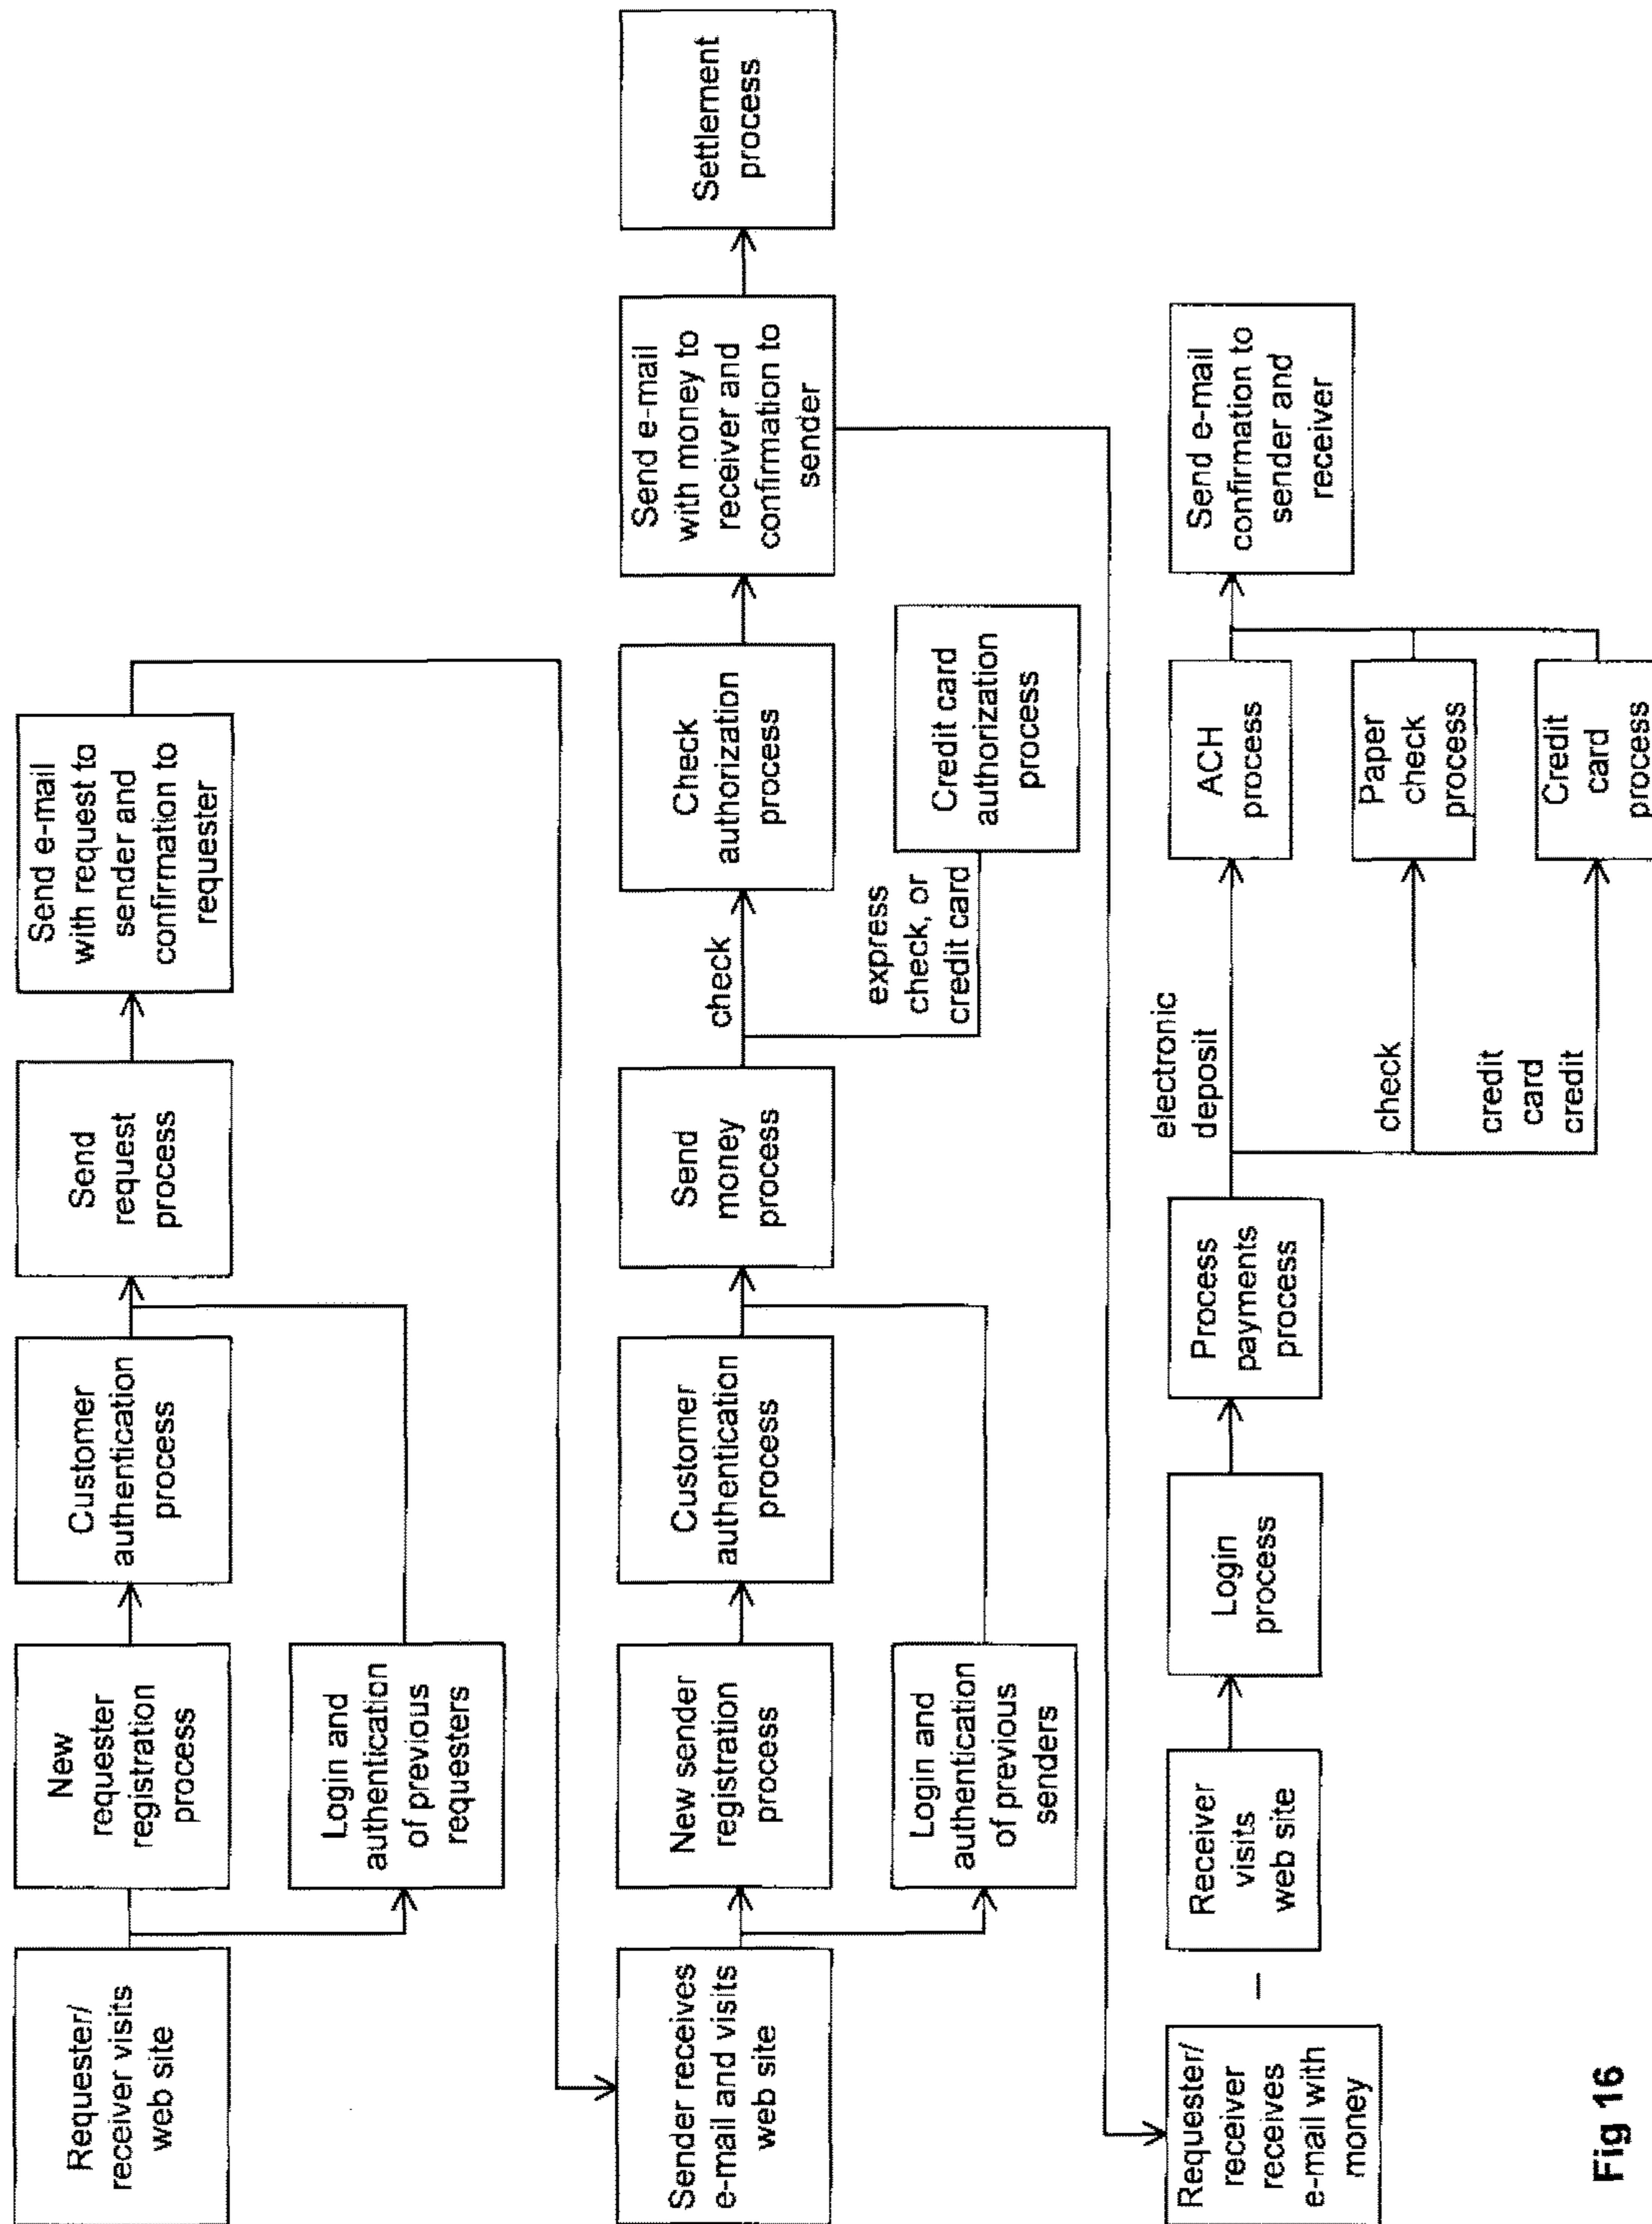 Requester/
receiver visits
web site
New
requester
registration
process
Customer
authentication
process
Send
request
process
Send e-mail
with request to
sender and
confirmation to
requester
Login and
authentication
of previous
requesters
Sender receives
e-mail and visits
web site
New sender
registration
process
Customer
authentication
process
Send
money
process
check
Check
authorization
process
Send e-mail
with money to
receiver and
confirmation to
sender
Settlement
process
Login and
authentication
of previous
senders
express
check, or
credit card
Credit card
authorization
process
Requester/
receiver
receives
e-mail with
money
Receiver
visits
web site
Login
process
Process
payments
process
electronic
deposit
ACH
process
Send e-mail
confirmation to
sender and
receiver
check
Paper
check
process
credit
card
credit
Credit
card
process
Fig 16